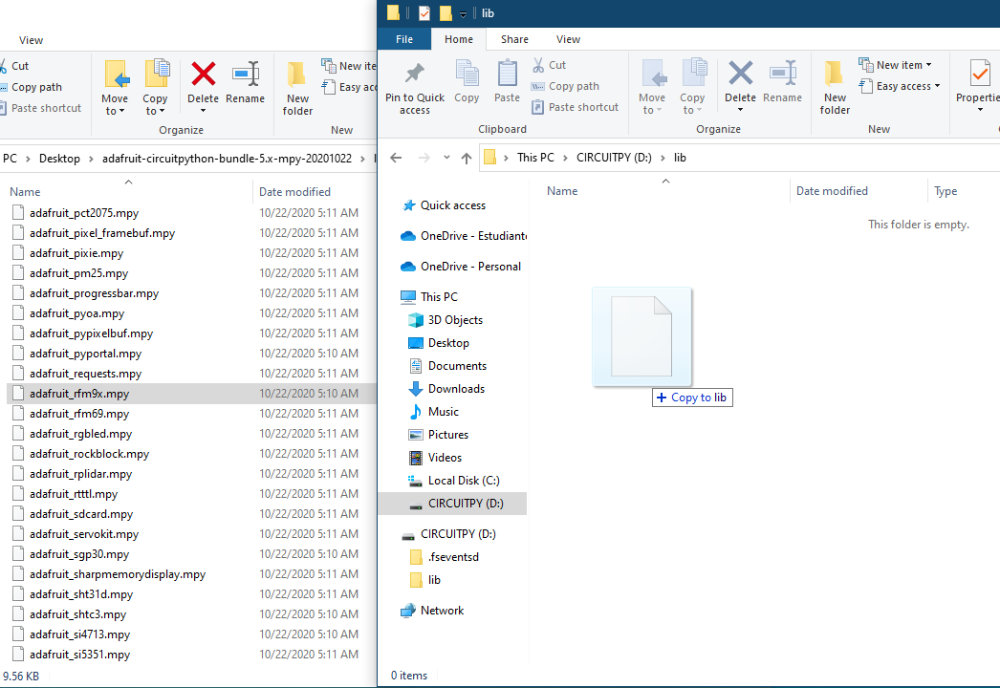 View
Cut
Copy path
Paste shortcut
Move to
Copy to
Delete
Rename
New folder
New
Organize
New
PC > Desktop > adafruit-circuitpython-bundle-5.x-mpy-20201022 >
Name Date modified
adafruit_pct2075.mpy 10/22/2020 5:11 AM
adafruit_pixel_framebuf.mpy 10/22/2020 5:11 AM
adafruit_pixie.mpy 10/22/2020 5:11 AM
adafruit_pm25.mpy 10/22/2020 5:11 AM
adafruit_progressbar.mpy 10/22/2020 5:11 AM
adafruit_pyoa.mpy 10/22/2020 5:11 AM
adafruit_pypixelbuf.mpy 10/22/2020 5:11 AM
adafruit_pyportal.mpy 10/22/2020 5:10 AM
adafruit_requests.mpy 10/22/2020 5:11 AM
adafruit_rfm9x.mpy 10/22/2020 5:10 AM
adafruit_rfm69.mpy 10/22/2020 5:11 AM
adafruit_rgbled.mpy 10/22/2020 5:11 AM
adafruit_rockblock.mpy 10/22/2020 5:11 AM
adafruit_rplidar.mpy 10/22/2020 5:11 AM
adafruit_rtttl.mpy 10/22/2020 5:11 AM
adafruit_sdcard.mpy 10/22/2020 5:11 AM
adafruit_servokit.mpy 10/22/2020 5:11 AM
adafruit_sgp30.mpy 10/22/2020 5:10 AM
adafruit_sharpmemorydisplay.mpy 10/22/2020 5:11 AM
adafruit_sht31d.mpy 10/22/2020 5:11 AM
adafruit_shtc3.mpy 10/22/2020 5:10 AM
adafruit_si4713.mpy 10/22/2020 5:10 AM
adafruit_si5351.mpy 10/22/2020 5:11 AM
9.56 KB
lib
File Home Share View
Pin to Quick access
Copy
Paste
Cut
Copy path
Paste shortcut
Clipboard
Move to
Copy to
Delete
Rename
Organize
New folder
New item
Easy access
New
This PC > CIRCUITPY (D:) > lib
Name Date modified Type
This folder is empty.
Quick access
OneDrive - Personal
This PC
3D Objects
Desktop
Documents
Downloads
Music
Pictures
Videos
Local Disk (C:)
CIRCUITPY (D:)
CIRCUITPY (D:)
.fseventsd
lib
Network
+ Copy to lib
0 items